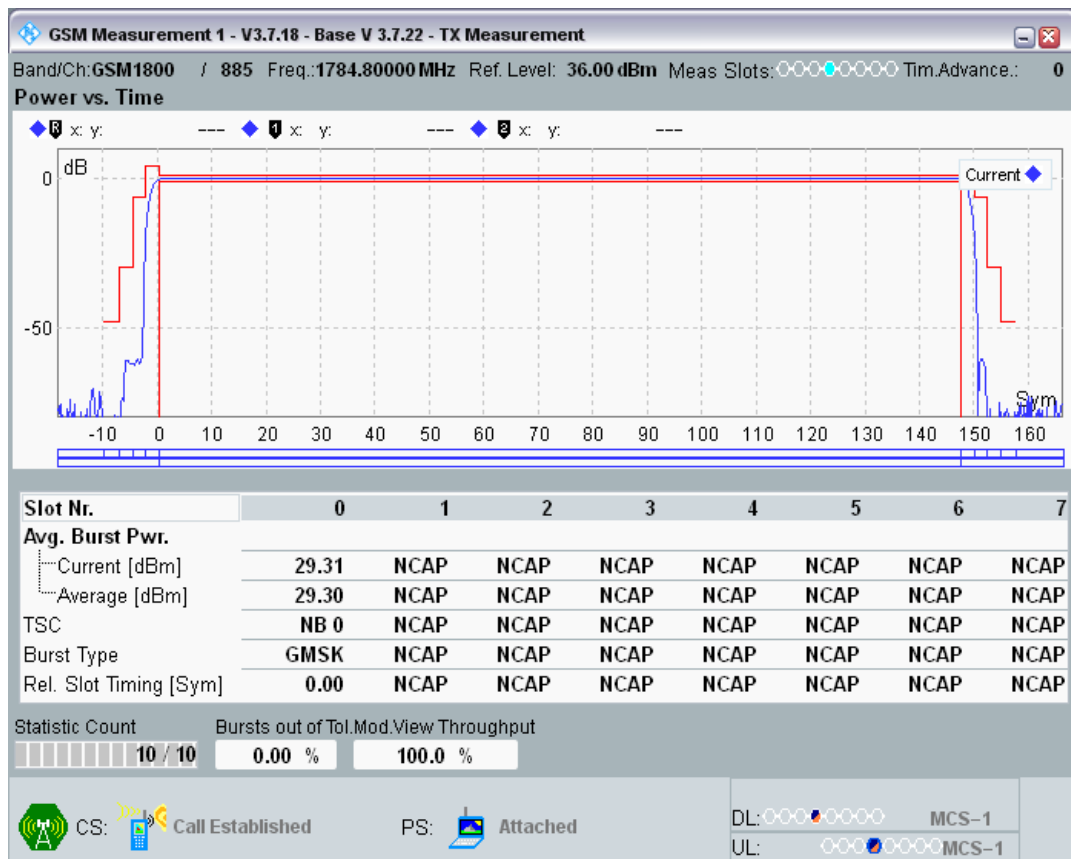 GSM Measurement 1 - V3.7.18 - Base V 3.7.22 - TX Measurement
Band/Ch:GSM1800 / 885 Freq.:1784.80000 MHz Ref. Level: 36.00 dBm Meas Slots: Tim.Advance.: 0
Power vs. Time
R x: y: --- 1 x: y: --- 2 x: y: ---
dB
0
Current
-50
Sym
-10 0 10 20 30 40 50 60 70 80 90 100 110 120 130 140 150 160
Slot Nr. 0 1 2 3 4 5 6 7
Avg. Burst Pwr.
Current [dBm] 29.31 NCAP NCAP NCAP NCAP NCAP NCAP NCAP
Average [dBm] 29.30 NCAP NCAP NCAP NCAP NCAP NCAP NCAP
TSC NB 0 NCAP NCAP NCAP NCAP NCAP NCAP NCAP
Burst Type GMSK NCAP NCAP NCAP NCAP NCAP NCAP NCAP
Rel. Slot Timing [Sym] 0.00 NCAP NCAP NCAP NCAP NCAP NCAP NCAP
Statistic Count Bursts out of Tol.Mod.View Throughput
10 / 10 0.00 % 100.0 %
CS: Call Established PS: Attached
DL: MCS-1
UL: MCS-1